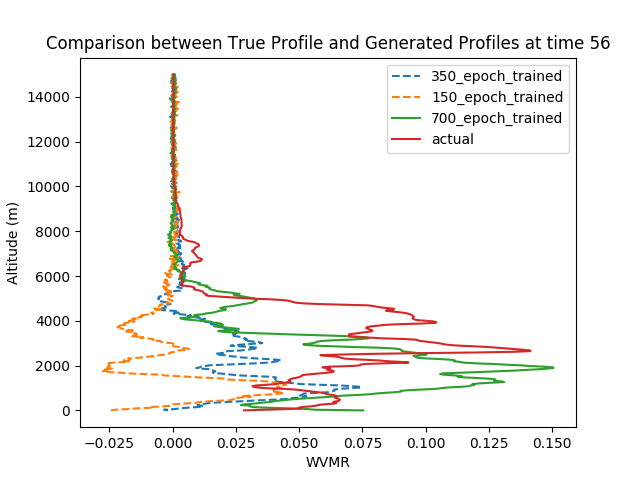 Comparison between True Profile and Generated Profiles at time 56
350_epoch_trained
150_epoch_trained
700_epoch_trained
actual
14000
12000
10000
8000
6000
4000
2000
0
Altitude (m)
−0.025 0.000 0.025 0.050 0.075 0.100 0.125 0.150
WVMR